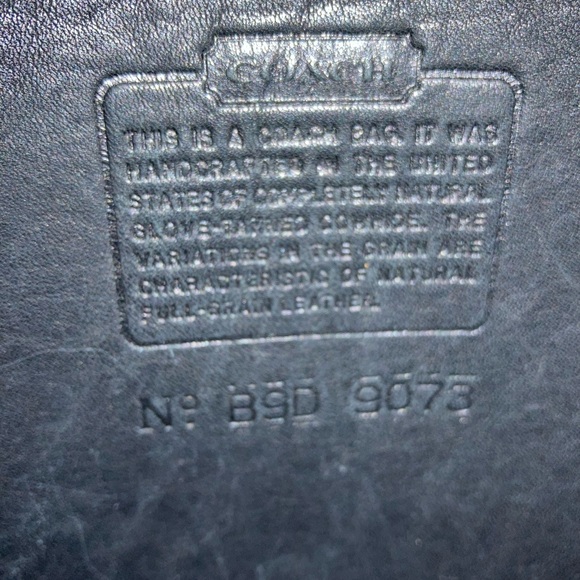 COACH
THIS IS A COACH BAG. IT WAS
HANDCRAFTED IN THE UNITED
STATES OF COMPLETELY NATURAL
GLOVE-TANNED COWHIDE. THE
VARIATIONS IN THE GRAIN ARE
CHARACTERISTIC OF NATURAL
FULL-GRAIN LEATHER.
Nº B9D 9073